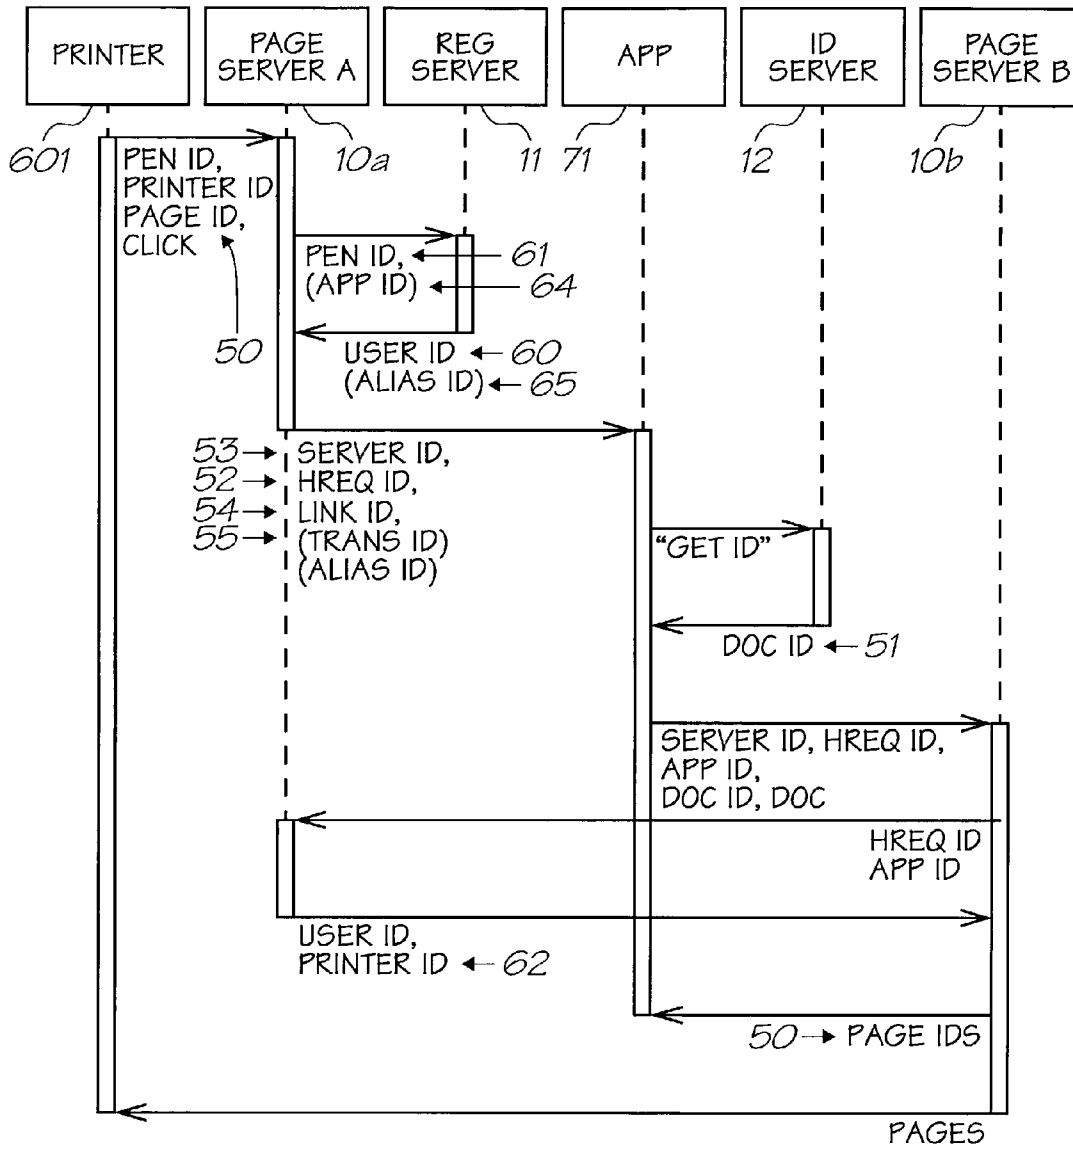 PRINTER
PAGE
SERVER A
REG
SERVER
APP
ID
SERVER
PAGE
SERVER B
601
10a
11
71
12
10b
PEN ID,
PRINTER ID
PAGE ID,
CLICK
50
PEN ID, 61
(APP ID) 64
USER ID 60
(ALIAS ID) 65
53 SERVER ID,
52 HREQ ID,
54 LINK ID,
55 (TRANS ID)
(ALIAS ID)
“GET ID”
DOC ID 51
SERVER ID, HREQ ID,
APP ID,
DOC ID, DOC
HREQ ID
APP ID
USER ID,
PRINTER ID 62
50 PAGE IDS
PAGES